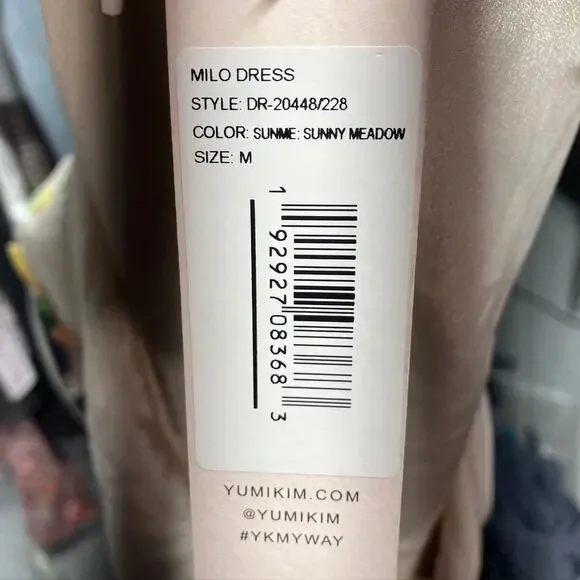 MILO DRESS
STYLE: DR-20448/228
COLOR: SUNME: SUNNY MEADOW
SIZE: M
1 92927 08368 3
YUMIKIM.COM
@YUMIKIM
#YKMYWAY